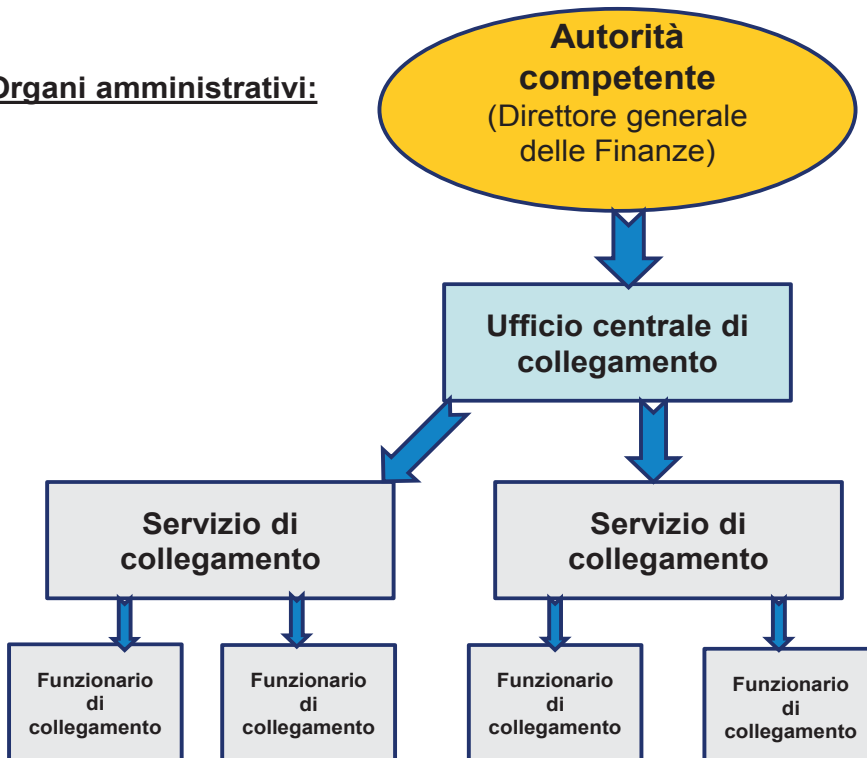 Organi amministrativi:
Autorità
competente
(Direttore generale
delle Finanze)
Ufficio centrale di
collegamento
Servizio di
collegamento
Servizio di
collegamento
Funzionario
di
collegamento
Funzionario
di
collegamento
Funzionario
di
collegamento
Funzionario
di
collegamento